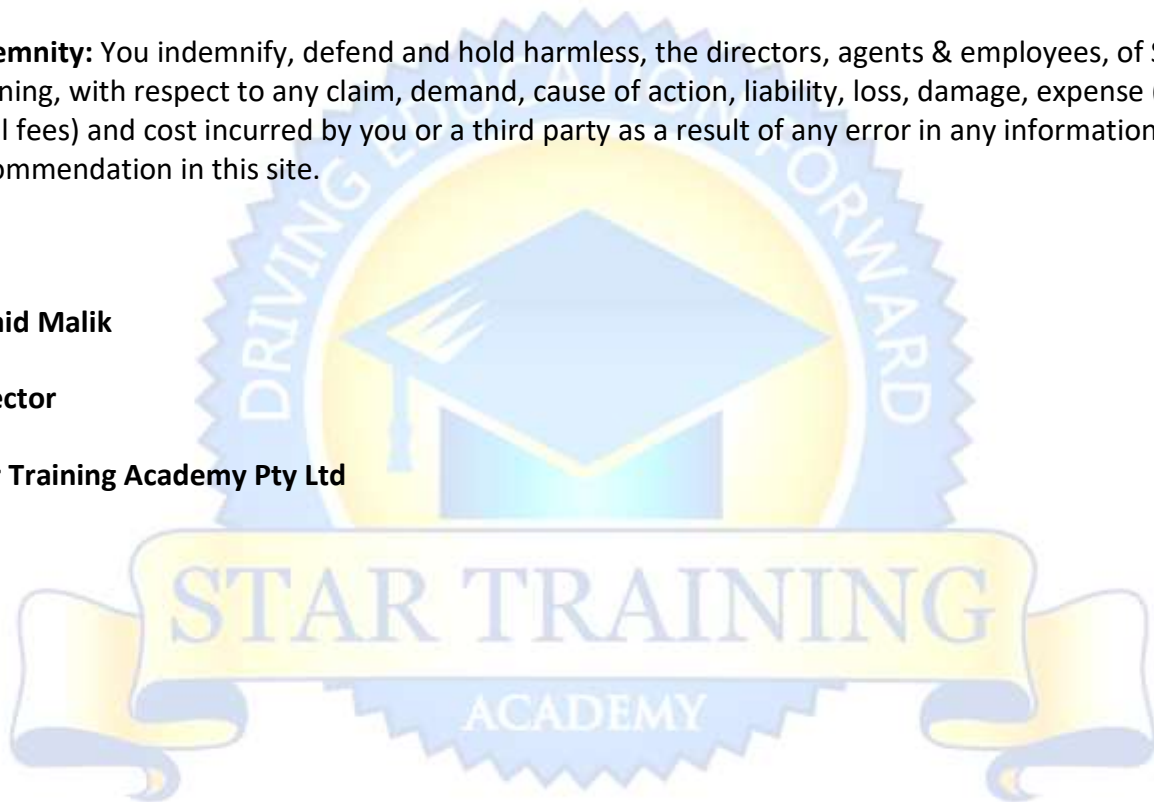 emnity: You indemnify, defend and hold harmless, the directors, agents & employees, of S
ning, with respect to any claim, demand, cause of action, liability, loss, damage, expense (
l fees) and cost incurred by you or a third party as a result of any error in any information
ommendation in this site.
id Malik
ector
Training Academy Pty Ltd
DRIVING EDUCATION FORWARD
STAR TRAINING
ACADEMY